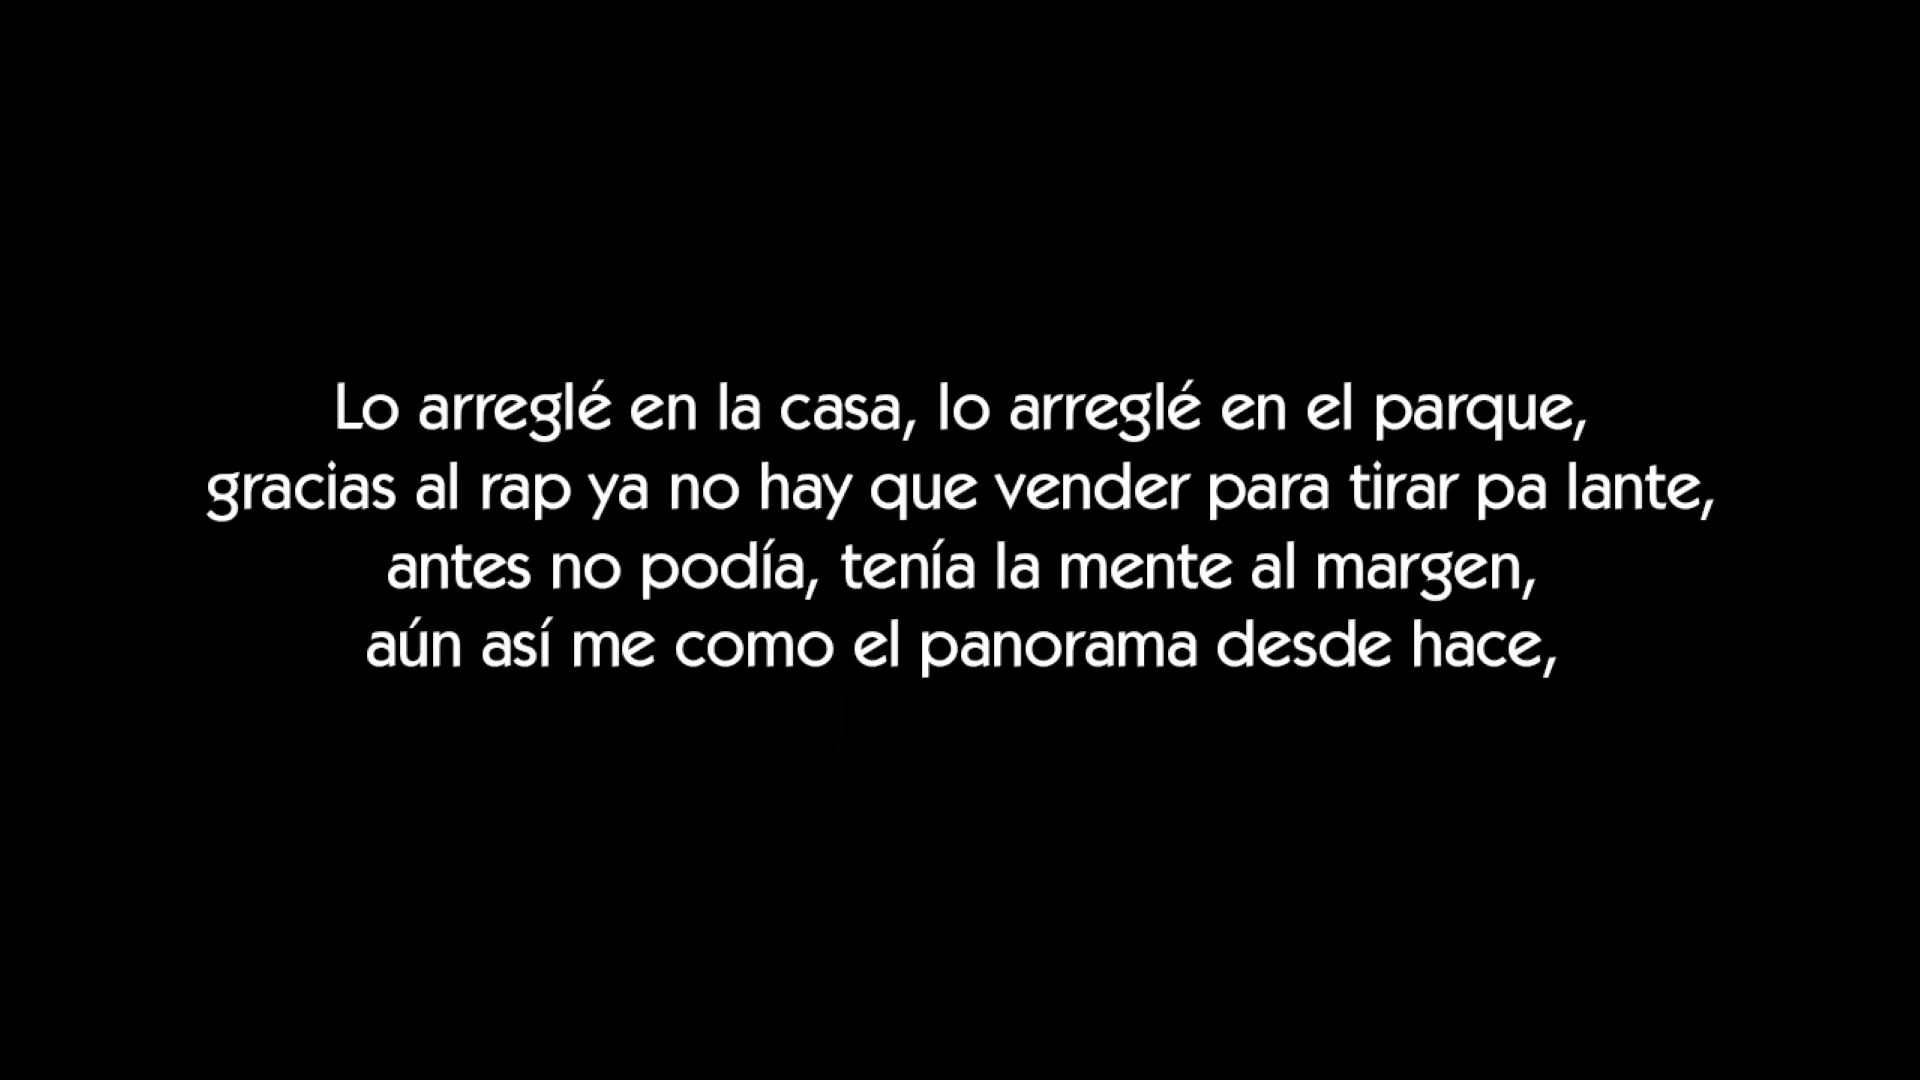 Lo arreglé en la casa, lo arreglé en el parque,
gracias al rap ya no hay que vender para tirar pa lante,
antes no podía, tenía la mente al margen,
aún así me como el panorama desde hace,